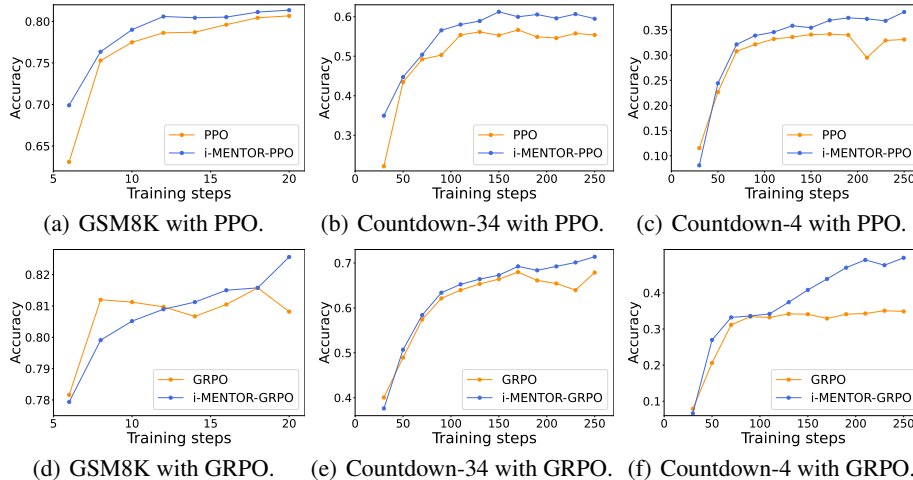 0.80
0.75
0.70
0.65
Accuracy
PPO
i-MENTOR-PPO
5
10
15
20
Training steps
(a) GSM8K with PPO.
0.6
0.5
0.4
0.3
Accuracy
PPO
i-MENTOR-PPO
0
50
100
150
200
250
Training steps
(b) Countdown-34 with PPO.
0.35
0.30
0.25
0.20
0.15
0.10
Accuracy
PPO
i-MENTOR-PPO
0
50
100
150
200
250
Training steps
(c) Countdown-4 with PPO.
0.82
0.81
0.80
0.79
0.78
Accuracy
GRPO
i-MENTOR-GRPO
5
10
15
20
Training steps
(d) GSM8K with GRPO.
0.7
0.6
0.5
0.4
Accuracy
GRPO
i-MENTOR-GRPO
0
50
100
150
200
250
Training steps
(e) Countdown-34 with GRPO.
0.4
0.3
0.2
0.1
Accuracy
GRPO
i-MENTOR-GRPO
0
50
100
150
200
250
Training steps
(f) Countdown-4 with GRPO.